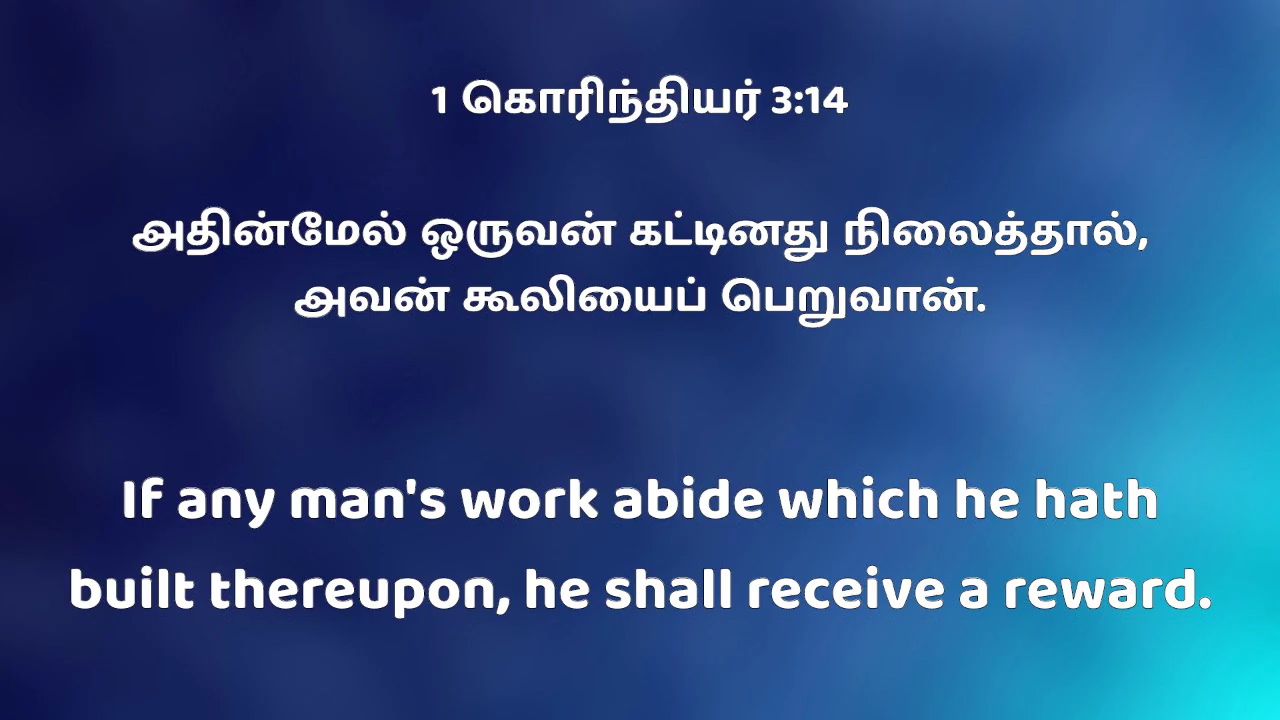 1 கொரிந்தியர் 3:14
அதின்மேல் ஒருவன் கட்டினது நிலைத்தால்,
அவன் கூலியைப் பெறுவான்.
If any man's work abide which he hath
built thereupon, he shall receive a reward.